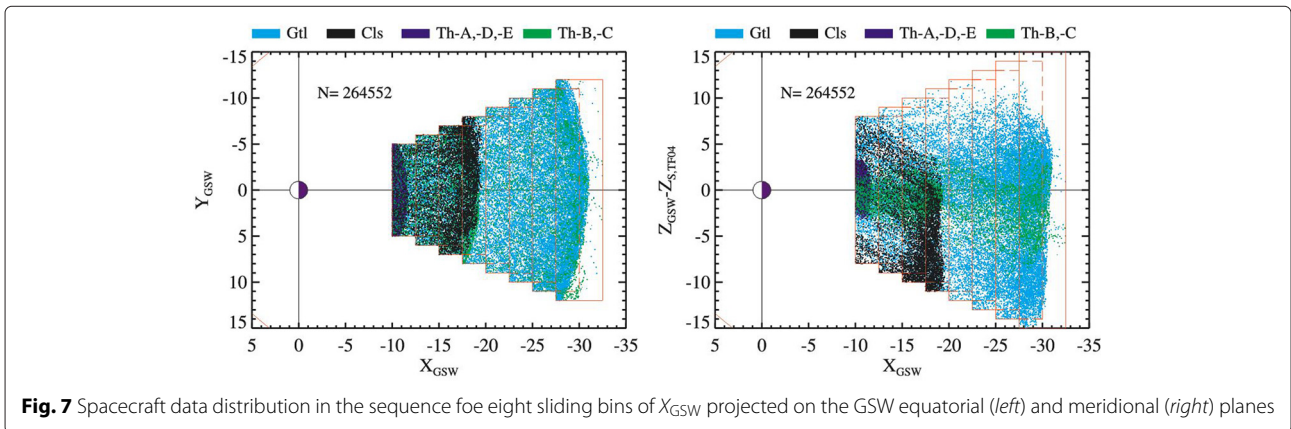 Gtl Cls Th-A,-D,-E Th-B,-C
-15
-10
-5
0
5
10
15
Y_GSW
N= 264552
5 0 -5 -10 -15 -20 -25 -30 -35
X_GSW
Gtl Cls Th-A,-D,-E Th-B,-C
15
10
5
0
-5
-10
-15
Z_GSW-Z_S,TF04
N= 264552
5 0 -5 -10 -15 -20 -25 -30 -35
X_GSW
Fig. 7 Spacecraft data distribution in the sequence foe eight sliding bins of X_GSW projected on the GSW equatorial (left) and meridional (right) planes